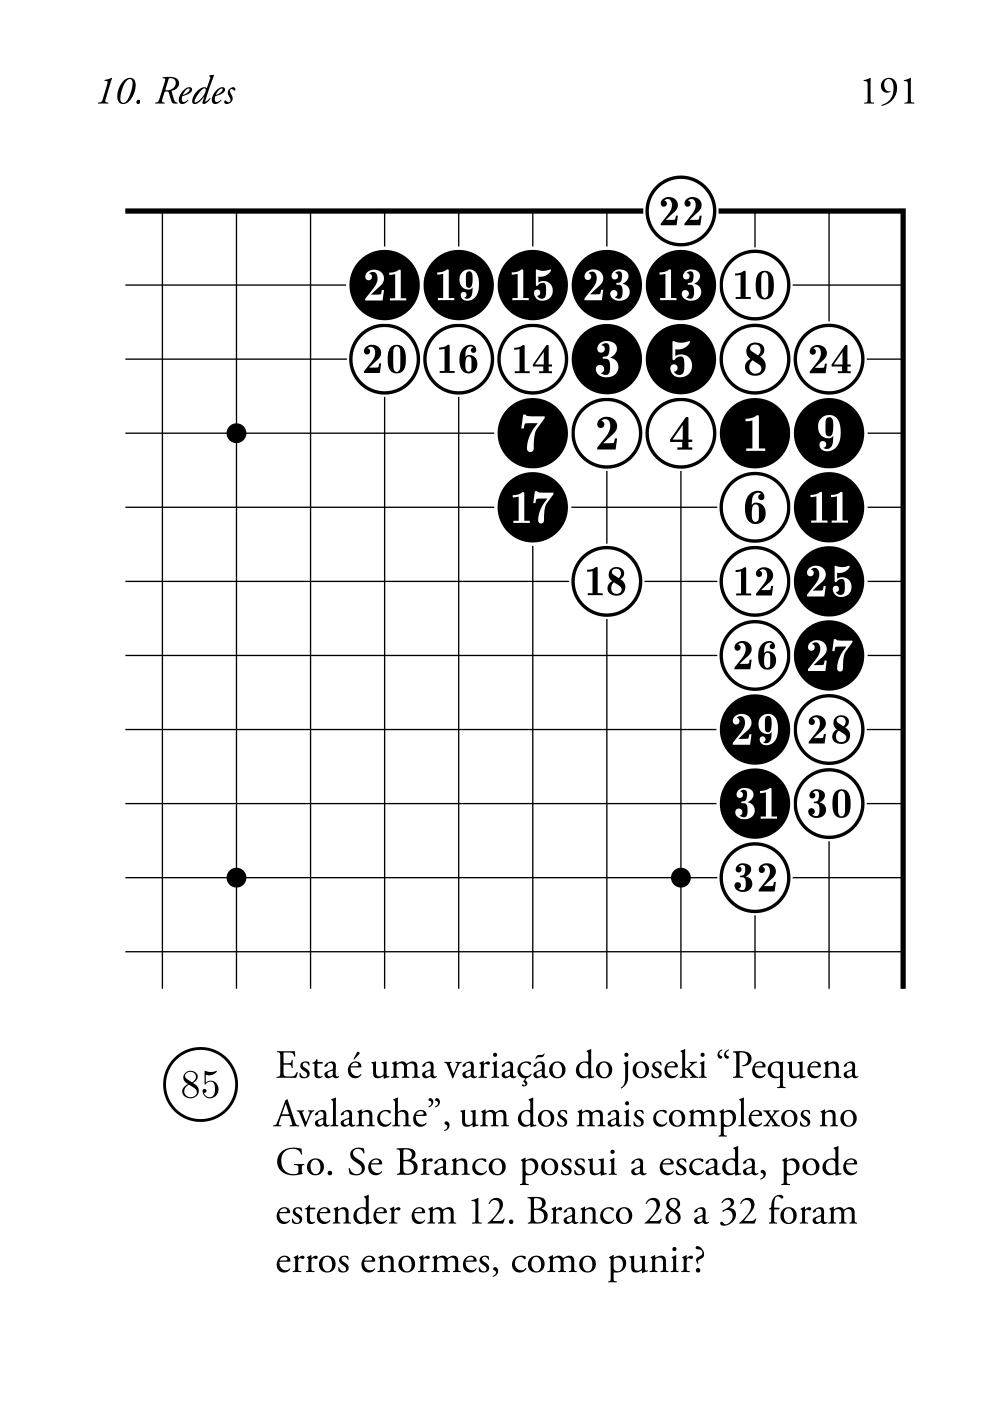 10. Redes 191
22
21 19 15 23 13 10
20 16 14 3 5 8 24
7 2 4 1 9
17 6 11
18 12 25
26 27
29 28
31 30
32
85 Esta é uma variação do joseki “Pequena
Avalanche”, um dos mais complexos no
Go. Se Branco possui a escada, pode
estender em 12. Branco 28 a 32 foram
erros enormes, como punir?